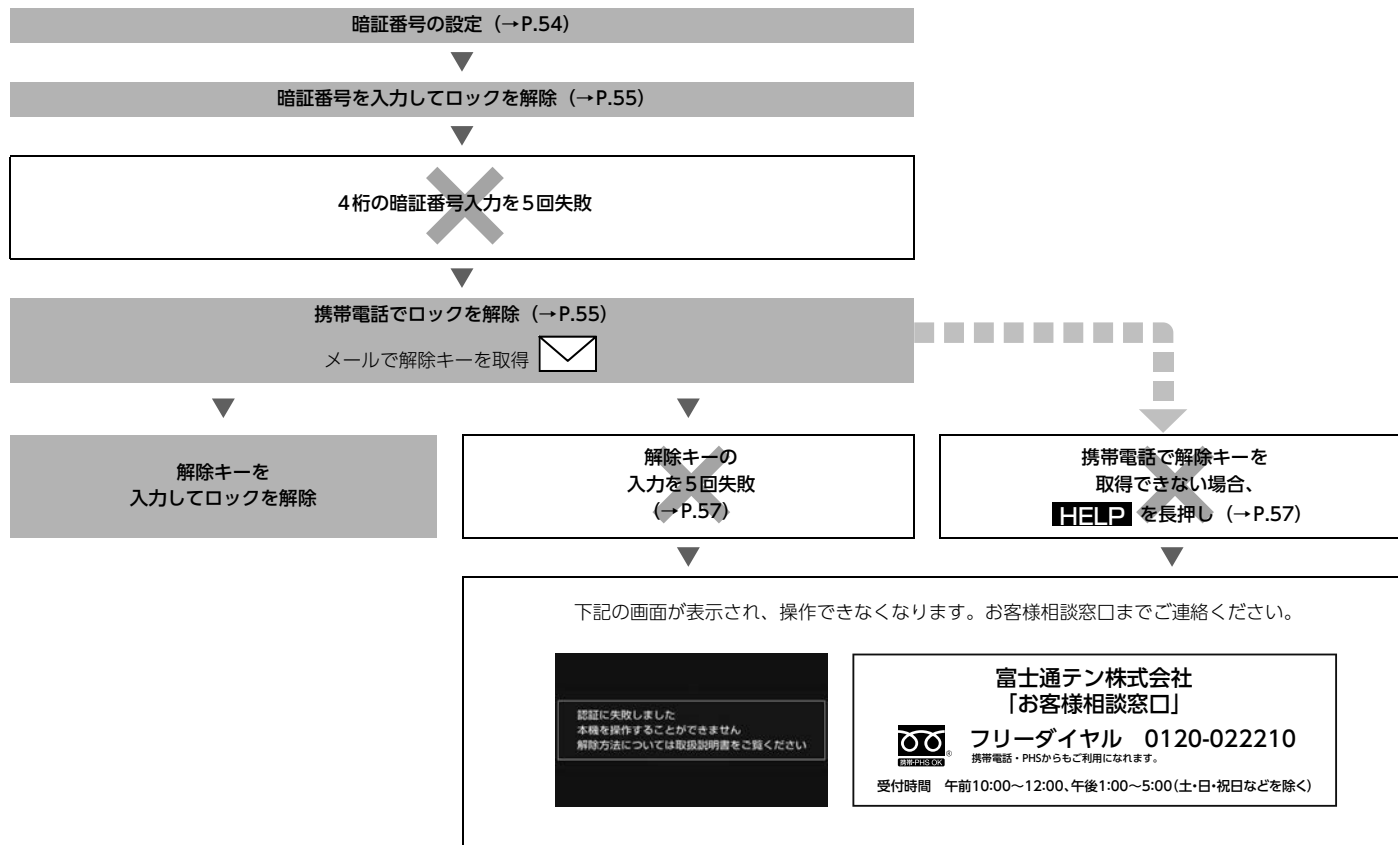 暗証番号の設定（→P.54）
暗証番号を入力してロックを解除（→P.55）
4桁の暗証番号入力を5回失敗
携帯電話でロックを解除（→P.55）
メールで解除キーを取得
解除キーを
入力してロックを解除
解除キーの
入力を5回失敗
（→P.57）
携帯電話で解除キーを
取得できない場合、
HELP を長押し（→P.57）
下記の画面が表示され、操作できなくなります。お客様相談窓口までご連絡ください。
認証に失敗しました
本機を操作することができません
解除方法については取扱説明書をご覧ください
富士通テン株式会社
「お客様相談窓口」
フリーダイヤル 0120-022210
携帯・PHS OK
®
携帯電話・PHSからもご利用になれます。
受付時間 午前10:00～12:00、午後1:00～5:00（土・日・祝日などを除く）